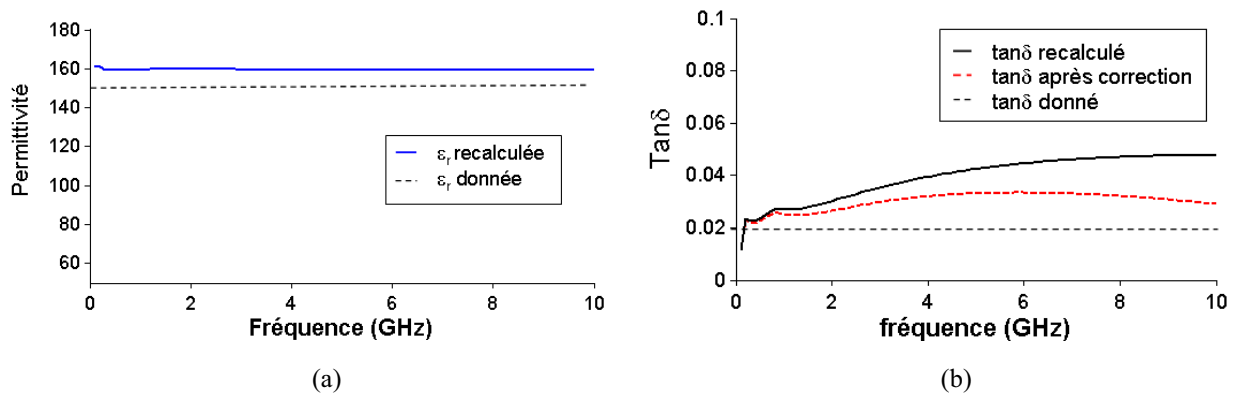 180
160
140
120
100
80
60
0
2
4
6
8
10
Permittivité
Fréquence (GHz)
εr recalculée
εr donnée
(a)
0.1
0.08
0.06
0.04
0.02
0
0
2
4
6
8
10
Tanδ
fréquence (GHz)
tanδ recalculé
tanδ après correction
tanδ donné
(b)